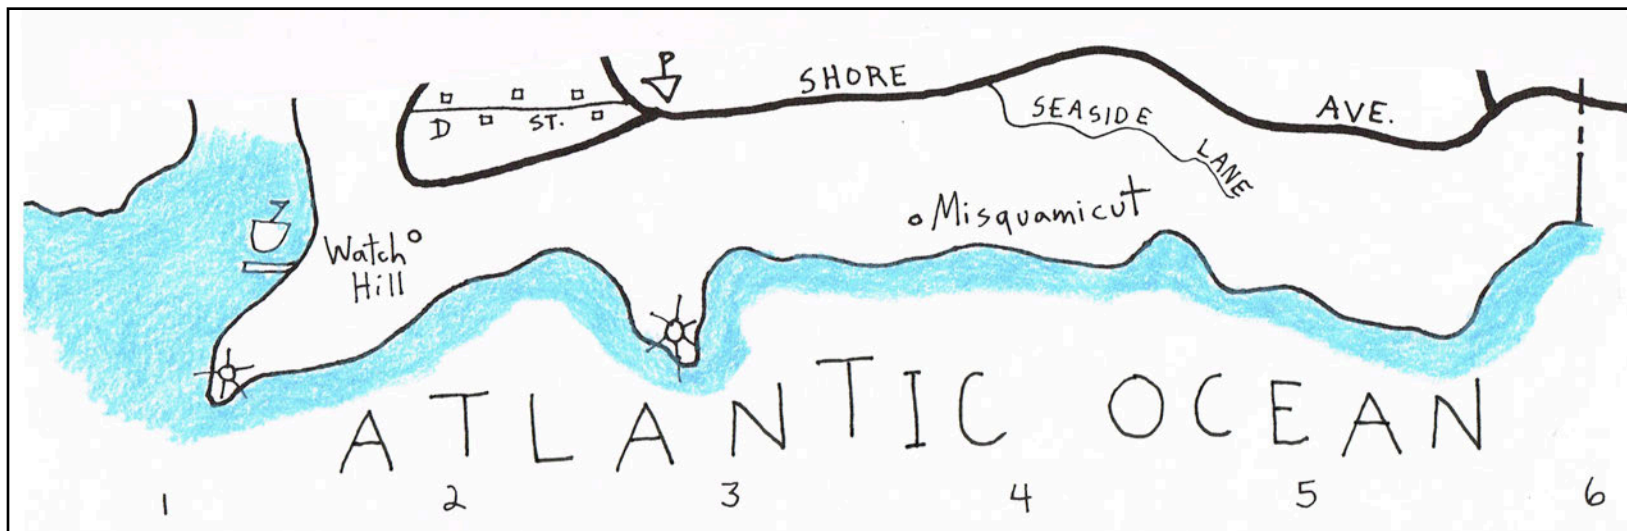 P
SHORE
SEASIDE
AVE.
D ST.
LANE
Misquamicut
Watch
Hill
ATLANTIC OCEAN
1 2 3 4 5 6